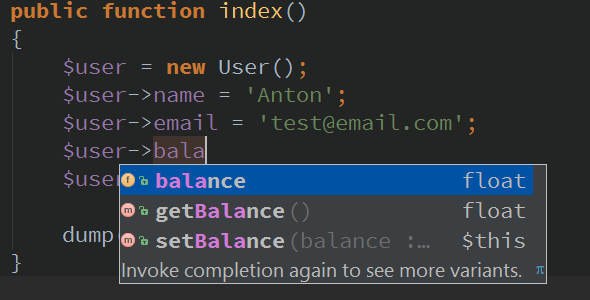 public function index()
{
$user = new User();
$user->name = 'Anton';
$user->email = 'test@email.com';
$user->bala
f balance float
$user
m getBalance() float
dump(
m setBalance(balance :… $this
}
Invoke completion again to see more variants. π